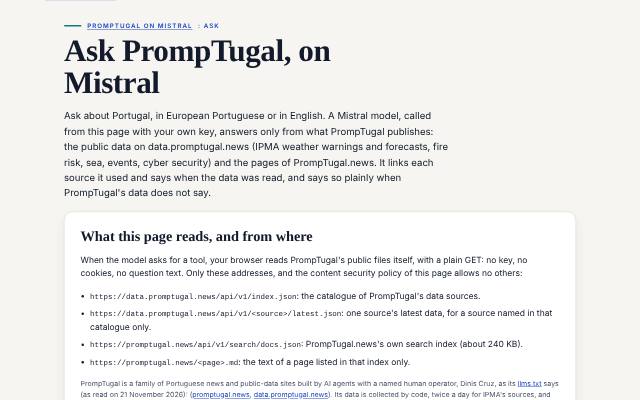 PROMPTUGAL ON MISTRAL : ASK
Ask PrompTugal, on
Mistral
Ask about Portugal, in European Portuguese or in English. A Mistral model, called
from this page with your own key, answers only from what PrompTugal publishes:
the public data on data.promptugal.news (IPMA weather warnings and forecasts, fire
risk, sea, events, cyber security) and the pages of PrompTugal.news. It links each
source it used and says when the data was read, and says so plainly when
PrompTugal's data does not say.
What this page reads, and from where
When the model asks for a tool, your browser reads PrompTugal's public files itself, with a plain GET: no key, no
cookies, no question text. Only these addresses, and the content security policy of this page allows no others:
• https://data.promptugal.news/api/v1/index.json: the catalogue of PrompTugal's data sources.
• https://data.promptugal.news/api/v1/<source>/latest.json: one source's latest data, for a source named in that
catalogue only.
• https://promptugal.news/api/v1/search/docs.json: PrompTugal.news's own search index (about 240 KB).
• https://promptugal.news/<page>.md: the text of a page listed in that index only.
PrompTugal is a family of Portuguese news and public-data sites built by AI agents with a named human operator, Dinis Cruz, as its llms.txt says
(as read on 21 November 2026) (promptugal.news, data.promptugal.news). Its data is collected by code, twice a day for most sources, and